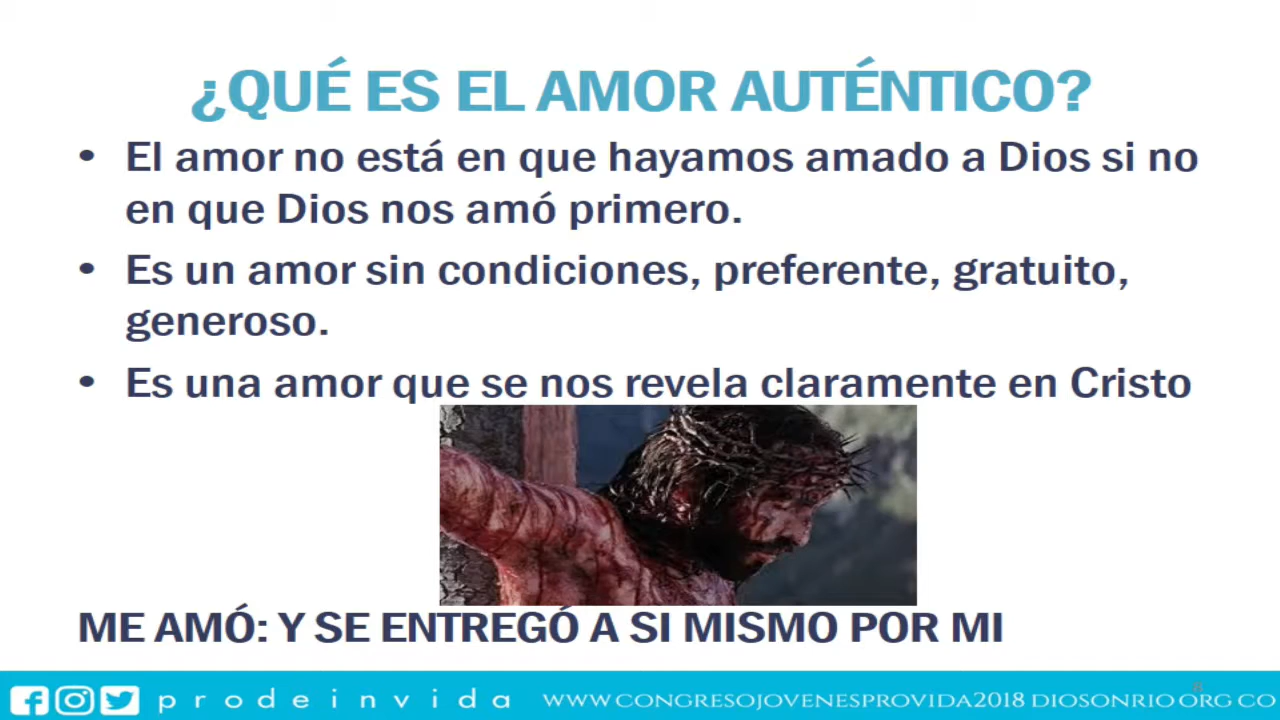 ¿QUÉ ES EL AMOR AUTÉNTICO?
• El amor no está en que hayamos amado a Dios si no
en que Dios nos amó primero.
• Es un amor sin condiciones, preferente, gratuito,
generoso.
• Es una amor que se nos revela claramente en Cristo
ME AMÓ: Y SE ENTREGÓ A SI MISMO POR MI
prodeinvida WWW.CONGRESOJOVENESPROVIDA2018 DIOSONRIO ORG CO